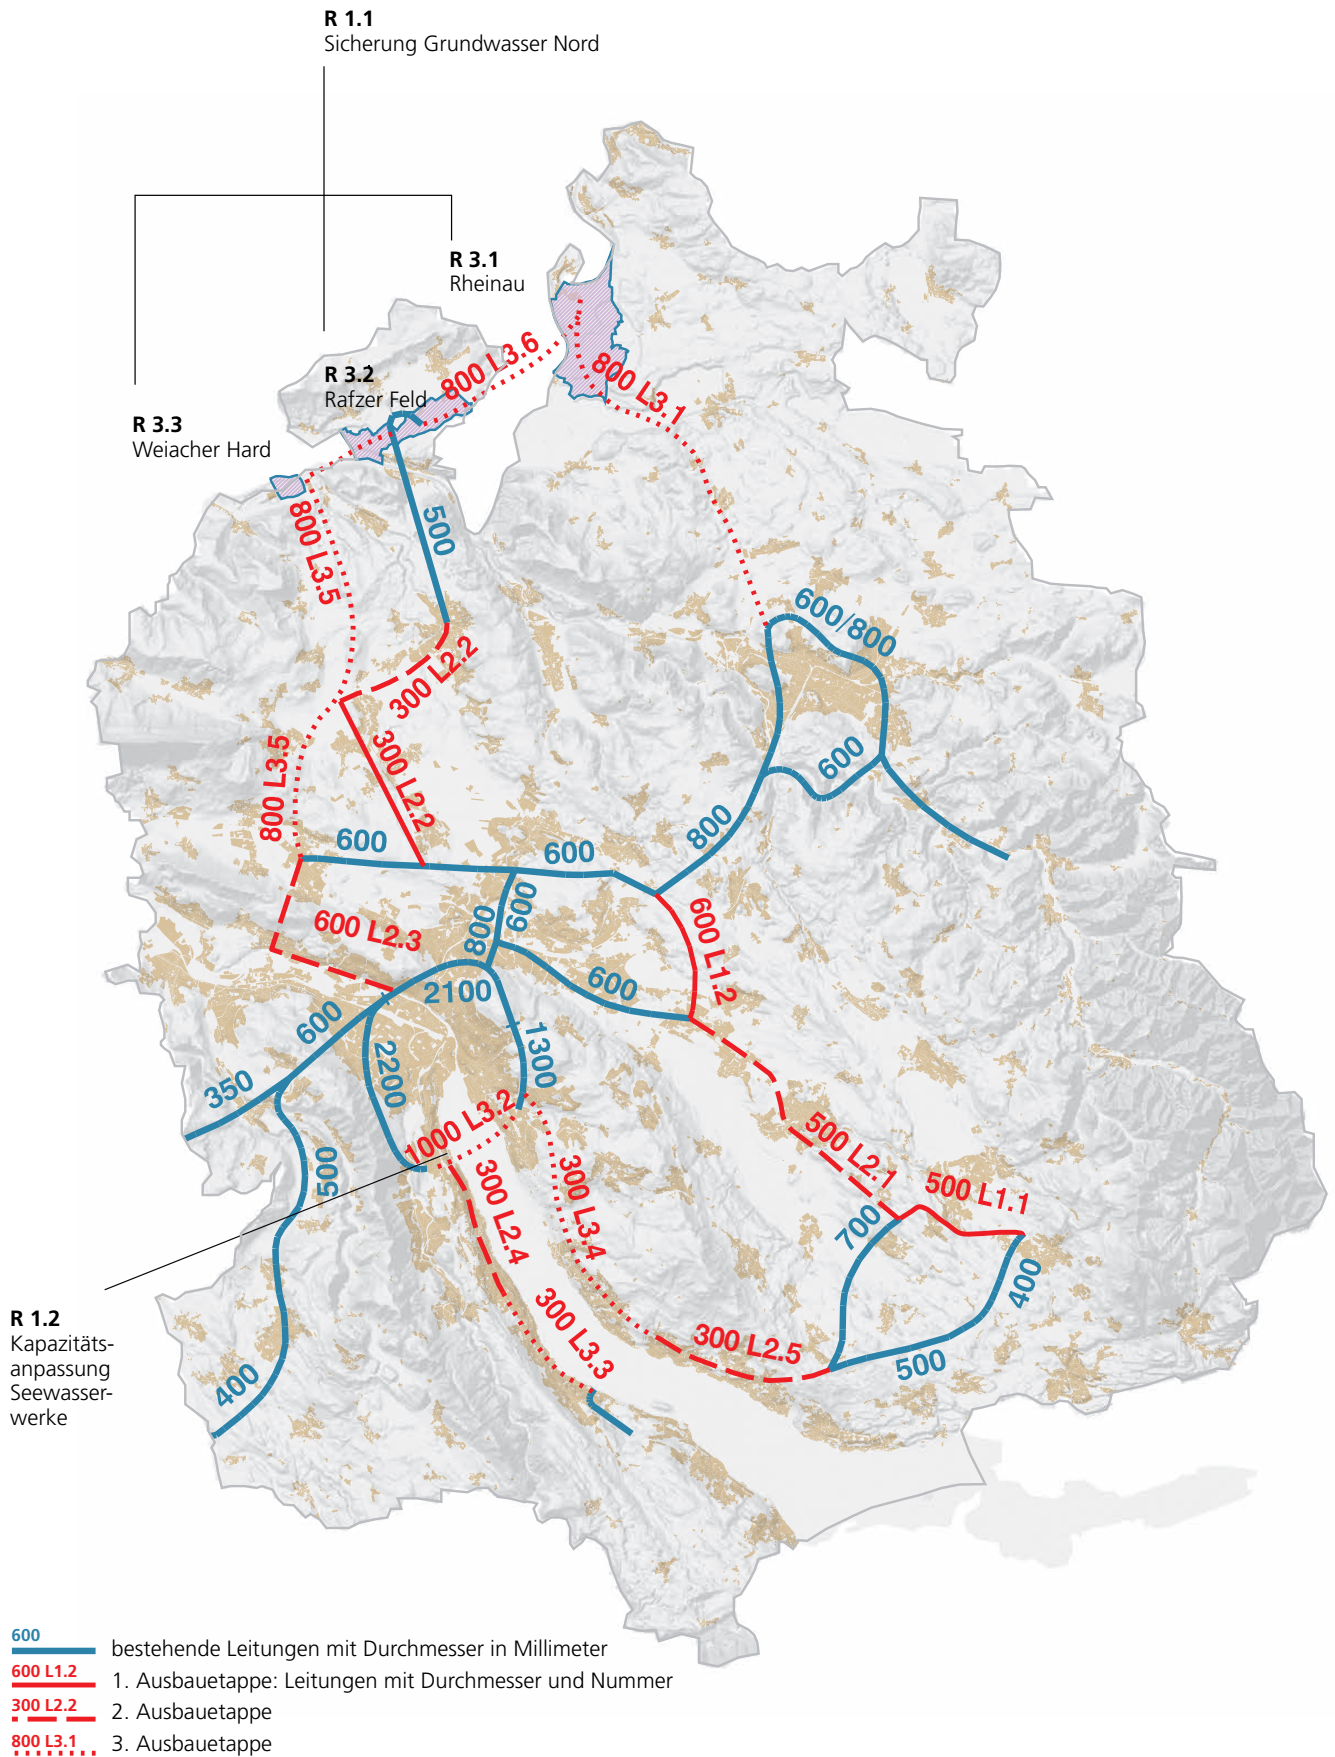 R 1.1
Sicherung Grundwasser Nord
R 3.1
Rheinau
R 3.2
Rafzer Feld
R 3.3
Weiacher Hard
800 L3.6
800 L3.1
800 L3.5
500
300 L2.2
600/800
300 L2.2
800 L3.5
600
800
600
600
600
800
600 L1.2
600 L2.3
600
2100
600
1300
2200
350
1000 L3.2
500
300 L2.4
300 L3.4
500 L2.1
500 L1.1
700
400
300 L3.3
300 L2.5
500
400
R 1.2
Kapazitäts-
anpassung
Seewasser-
werke
600
bestehende Leitungen mit Durchmesser in Millimeter
600 L1.2
1. Ausbauetappe: Leitungen mit Durchmesser und Nummer
300 L2.2
2. Ausbauetappe
800 L3.1
3. Ausbauetappe